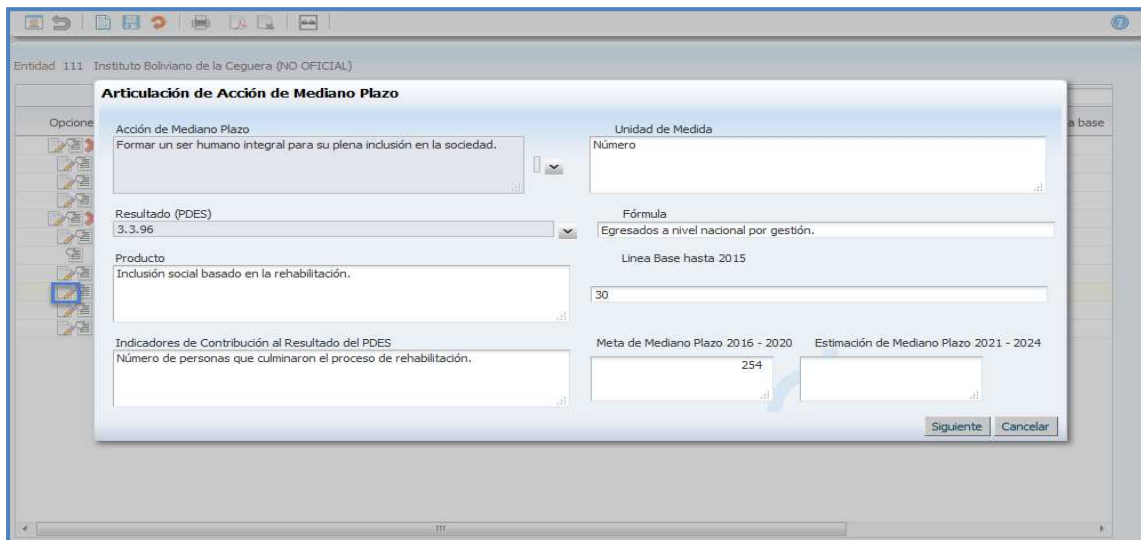 Entidad 111 Instituto Boliviano de la Ceguera (NO OFICIAL)
Articulación de Acción de Mediano Plazo
Opcione
a base
Acción de Mediano Plazo
Formar un ser humano integral para su plena inclusión en la sociedad.
Unidad de Medida
Número
Resultado (PDES)
3.3.96
Fórmula
Egresados a nivel nacional por gestión.
Producto
Inclusión social basado en la rehabilitación.
Linea Base hasta 2015
30
Indicadores de Contribución al Resultado del PDES
Número de personas que culminaron el proceso de rehabilitación.
Meta de Mediano Plazo 2016 - 2020
254
Estimación de Mediano Plazo 2021 - 2024
Siguiente
Cancelar